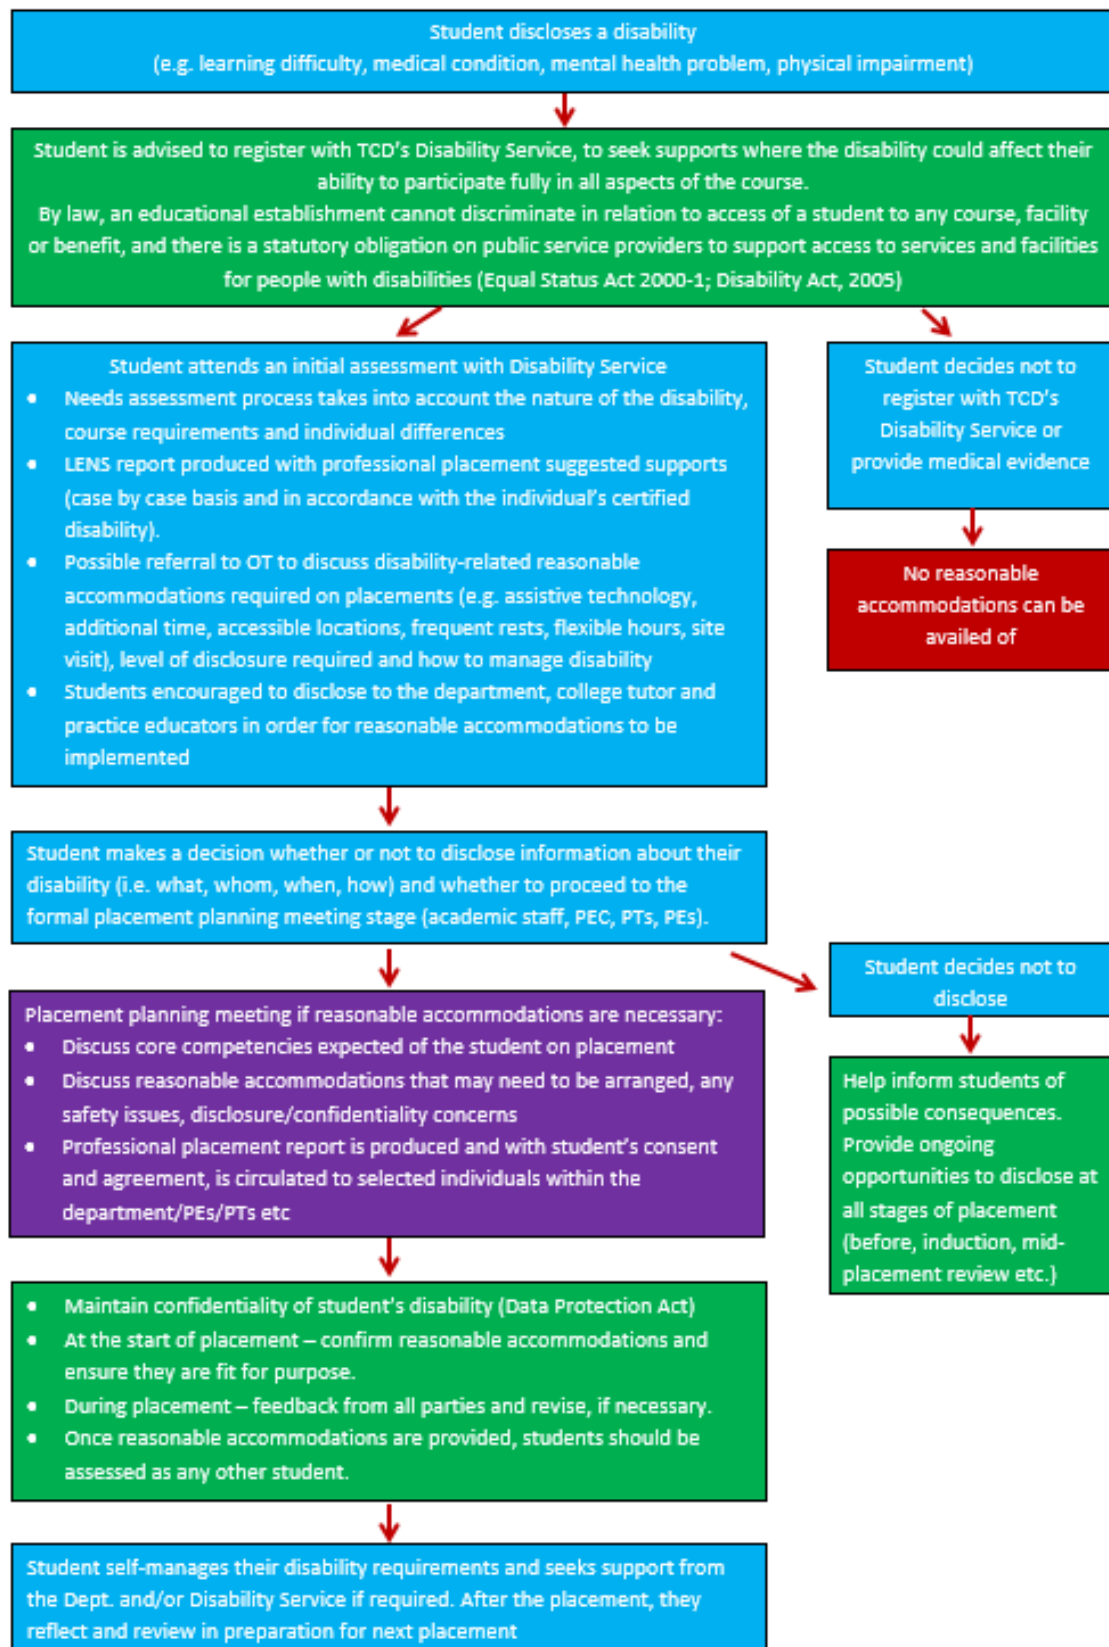 Student discloses a disability
(e.g. learning difficulty, medical condition, mental health problem, physical impairment)
Student is advised to register with TCD's Disability Service, to seek supports where the disability could affect their
ability to participate fully in all aspects of the course.
By law, an educational establishment cannot discriminate in relation to access of a student to any course, facility
or benefit, and there is a statutory obligation on public service providers to support access to services and facilities
for people with disabilities (Equal Status Act 2000-1; Disability Act, 2005)
Student attends an initial assessment with Disability Service
• Needs assessment process takes into account the nature of the disability,
course requirements and individual differences
• LENS report produced with professional placement suggested supports
(case by case basis and in accordance with the individual's certified
disability).
• Possible referral to OT to discuss disability-related reasonable
accommodations required on placements (e.g. assistive technology,
additional time, accessible locations, frequent rests, flexible hours, site
visit), level of disclosure required and how to manage disability
• Students encouraged to disclose to the department, college tutor and
practice educators in order for reasonable accommodations to be
implemented
Student decides not to
register with TCD's
Disability Service or
provide medical evidence
No reasonable
accommodations can be
availed of
Student makes a decision whether or not to disclose information about their
disability (i.e. what, whom, when, how) and whether to proceed to the
formal placement planning meeting stage (academic staff, PEC, PTs, PEs).
Student decides not to
disclose
Help inform students of
possible consequences.
Provide ongoing
opportunities to disclose at
all stages of placement
(before, induction, mid-
placement review etc.)
Placement planning meeting if reasonable accommodations are necessary:
• Discuss core competencies expected of the student on placement
• Discuss reasonable accommodations that may need to be arranged, any
safety issues, disclosure/confidentiality concerns
• Professional placement report is produced and with student's consent
and agreement, is circulated to selected individuals within the
department/PEs/PTs etc
• Maintain confidentiality of student's disability (Data Protection Act)
• At the start of placement – confirm reasonable accommodations and
ensure they are fit for purpose.
• During placement – feedback from all parties and revise, if necessary.
• Once reasonable accommodations are provided, students should be
assessed as any other student.
Student self-manages their disability requirements and seeks support from
the Dept. and/or Disability Service if required. After the placement, they
reflect and review in preparation for next placement